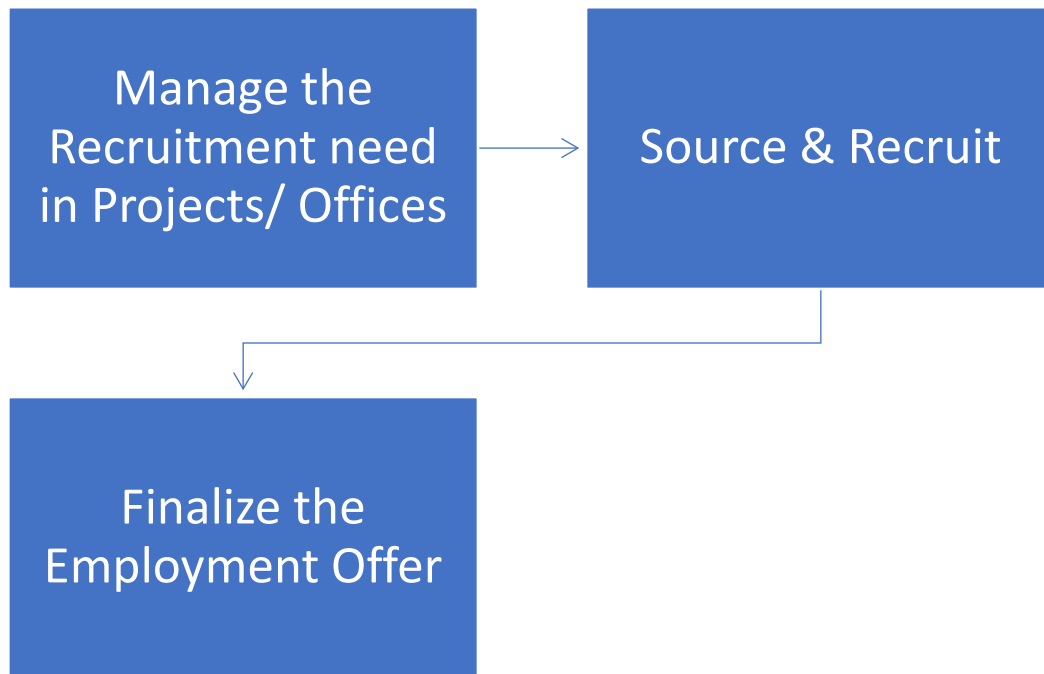 Manage the
Recruitment need
in Projects/ Offices
Source & Recruit
Finalize the
Employment Offer